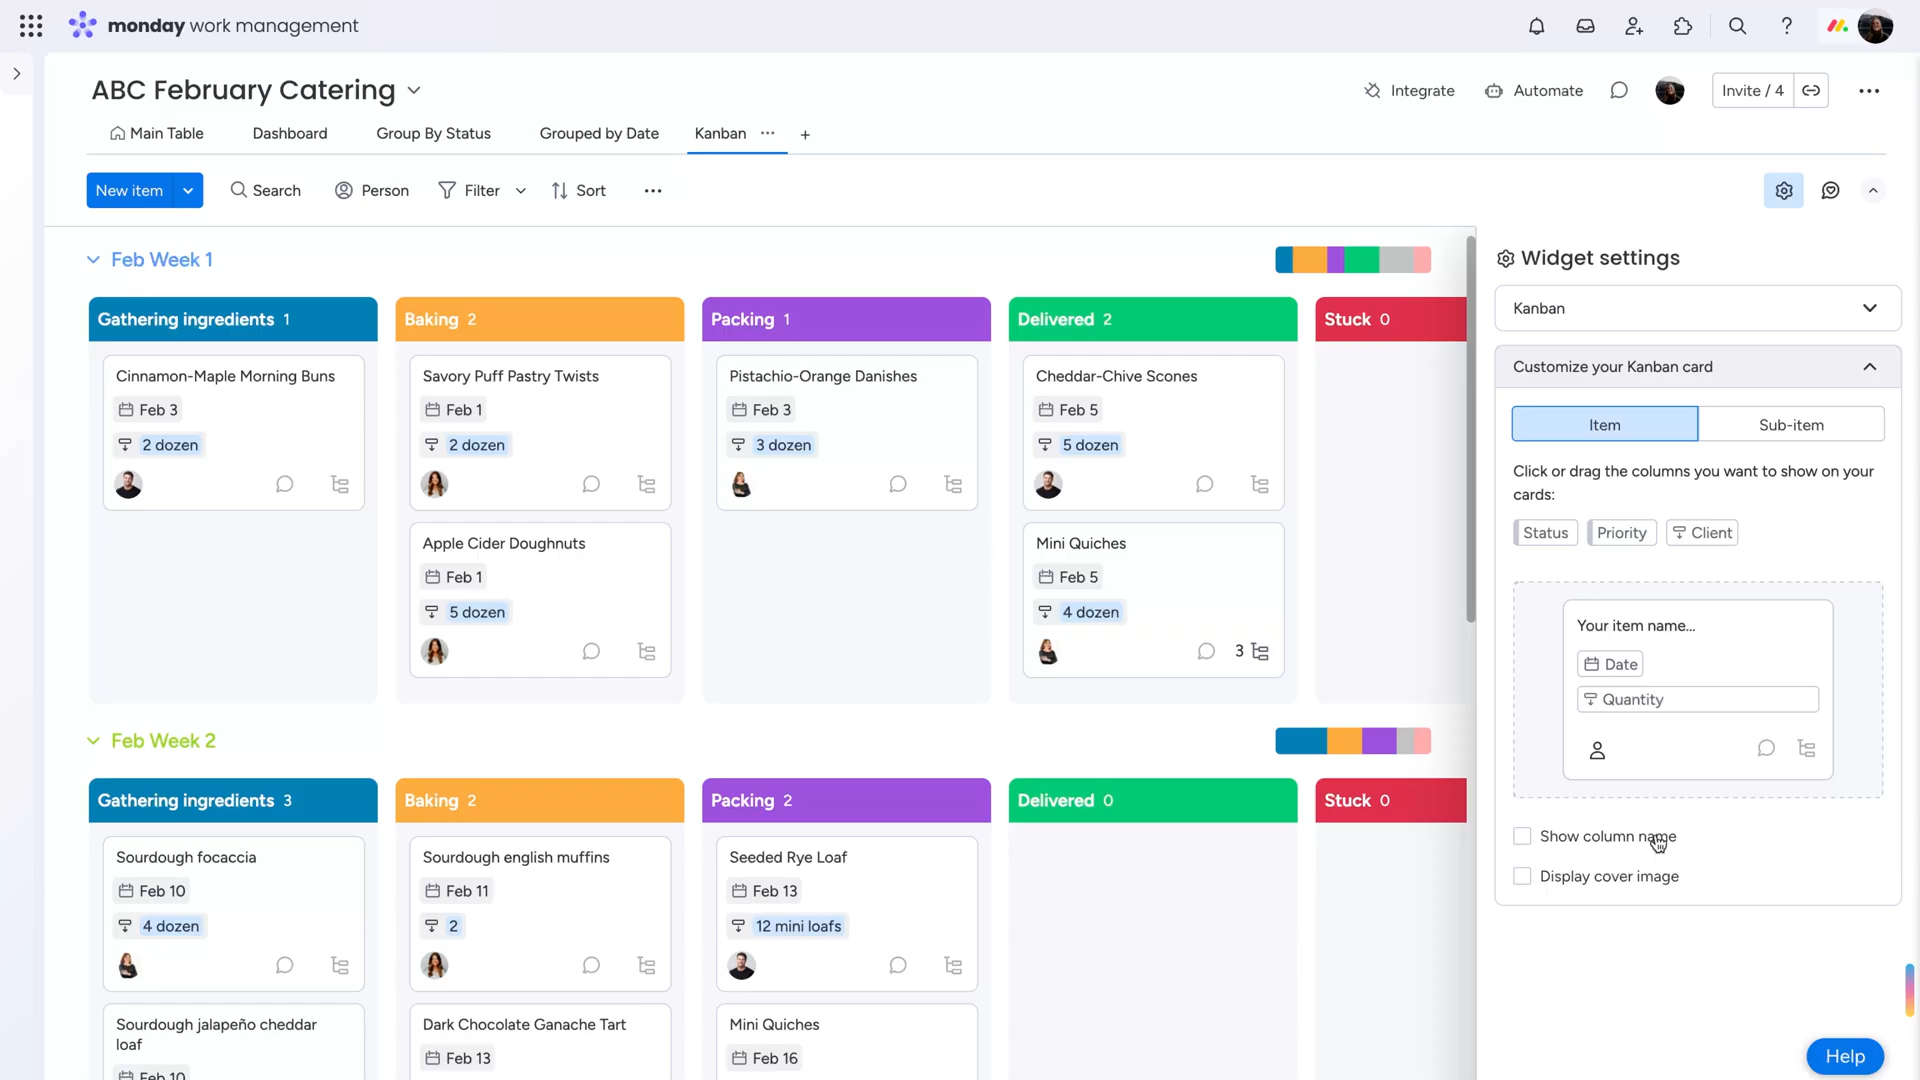 monday work management
ABC February Catering
Integrate
Automate
Invite / 4
Main Table
Dashboard
Group By Status
Grouped by Date
Kanban
New item
Search
Person
Filter
Sort
Feb Week 1
Gathering ingredients 1
Baking 2
Packing 1
Delivered 2
Stuck 0
Cinnamon-Maple Morning Buns
Feb 3
2 dozen
Savory Puff Pastry Twists
Feb 1
2 dozen
Pistachio-Orange Danishes
Feb 3
3 dozen
Cheddar-Chive Scones
Feb 5
5 dozen
Apple Cider Doughnuts
Feb 1
5 dozen
Mini Quiches
Feb 5
4 dozen
3
Feb Week 2
Gathering ingredients 3
Baking 2
Packing 2
Delivered 0
Stuck 0
Sourdough focaccia
Feb 10
4 dozen
Sourdough english muffins
Feb 11
2
Seeded Rye Loaf
Feb 13
12 mini loafs
Sourdough jalapeño cheddar
loaf
Feb 10
Dark Chocolate Ganache Tart
Feb 13
Mini Quiches
Feb 16
Widget settings
Kanban
Customize your Kanban card
Item
Sub-item
Click or drag the columns you want to show on your
cards:
Status
Priority
Client
Your item name...
Date
Quantity
Show column name
Display cover image
Help